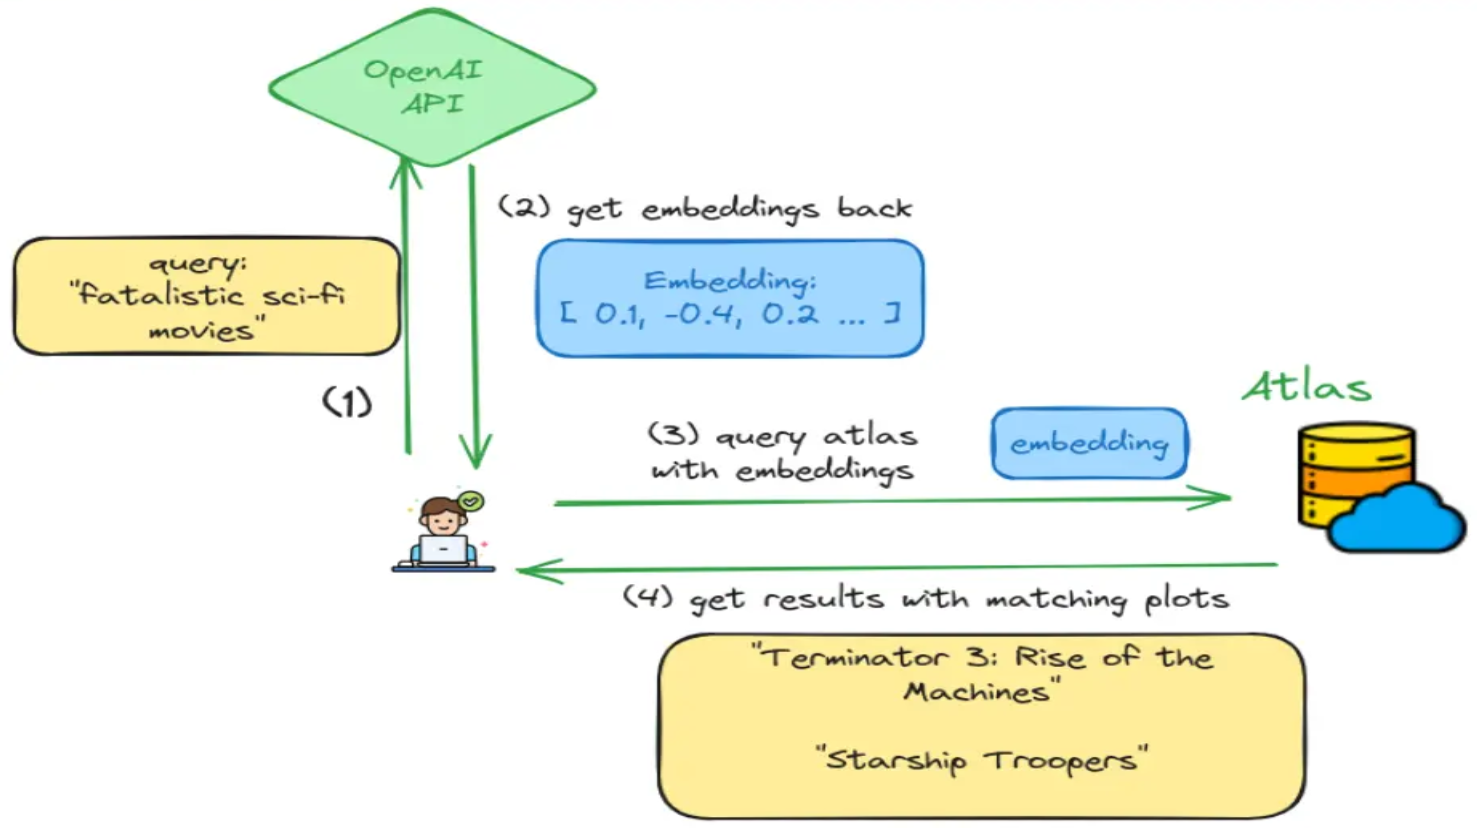 OpenAI
API
(2) get embeddings back
query:
"fatalistic sci-fi
movies"
Embedding:
[ 0.1, -0.4, 0.2 ... ]
(1)
Atlas
(3) query atlas
with embeddings
embedding
(4) get results with matching plots
"Terminator 3: Rise of the
Machines"
"Starship Troopers"